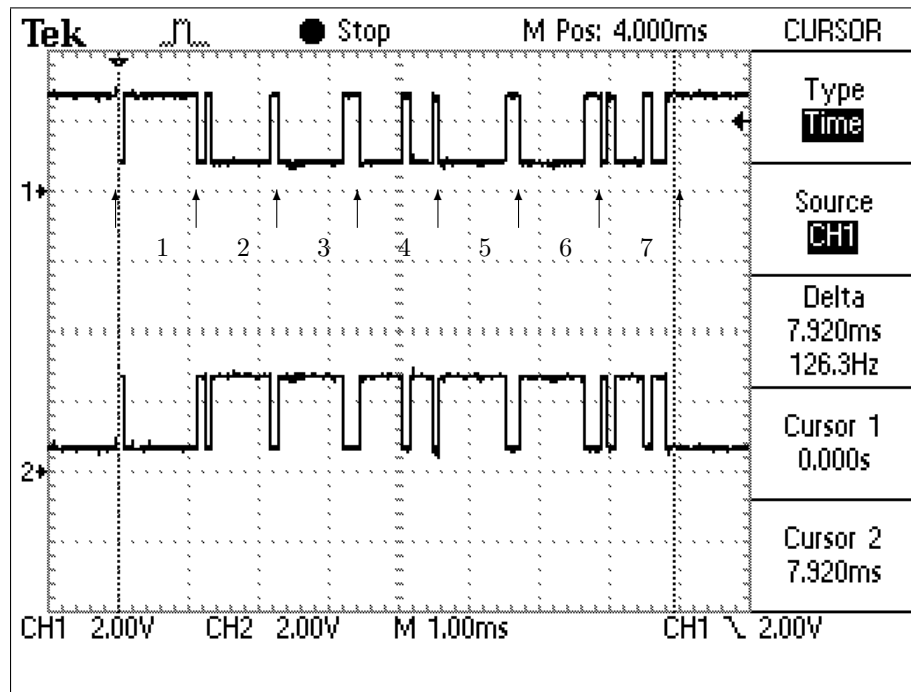 Tek Stop M Pos: 4.000ms CURSOR
Type
Time
Source
CH1
Delta
7.920ms
126.3Hz
Cursor 1
0.000s
Cursor 2
7.920ms
1
1 2 3 4 5 6 7
2
CH1 2.00V CH2 2.00V M 1.00ms CH1 2.00V